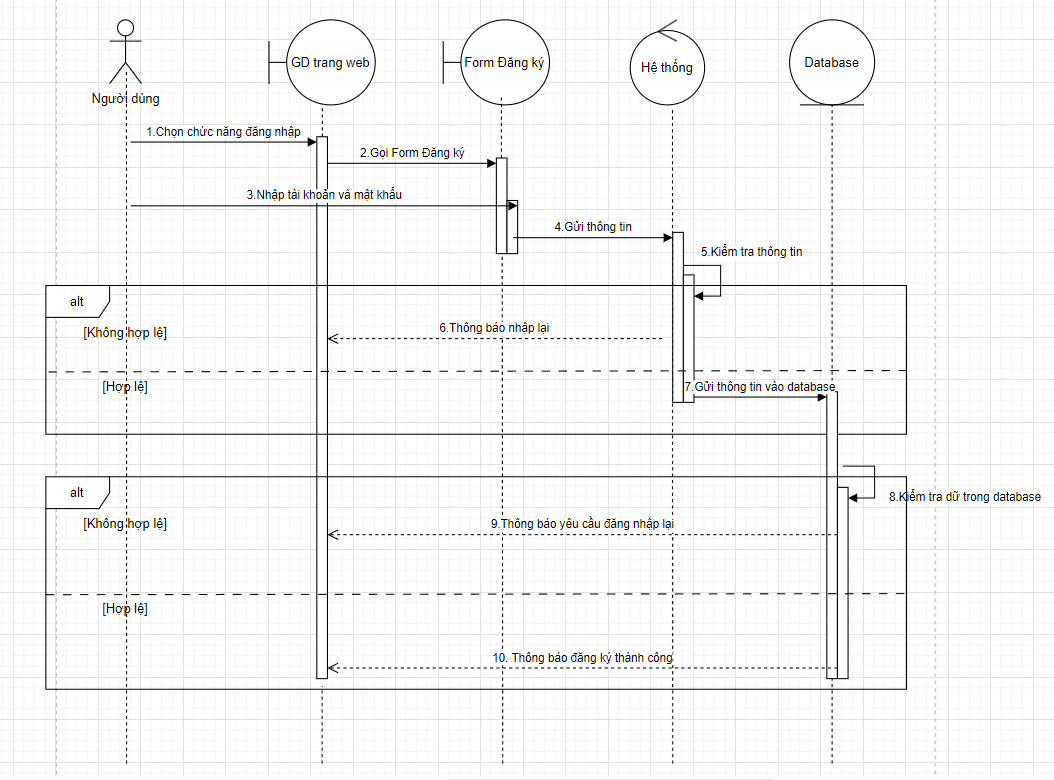 Người dùng
GD trang web
Form Đăng ký
Hệ thống
Database
1.Chọn chức năng đăng nhập
2.Gọi Form Đăng ký
3.Nhập tải khoản và mật khẩu
4.Gửi thông tin
5.Kiểm tra thông tin
alt
[Không hợp lệ]
6.Thông báo nhập lại
[Hợp lệ]
7.Gửi thông tin vào database
alt
8.Kiểm tra dữ trong database
[Không hợp lệ]
9.Thông báo yêu cầu đăng nhập lại
[Hợp lệ]
10. Thông báo đăng ký thành công